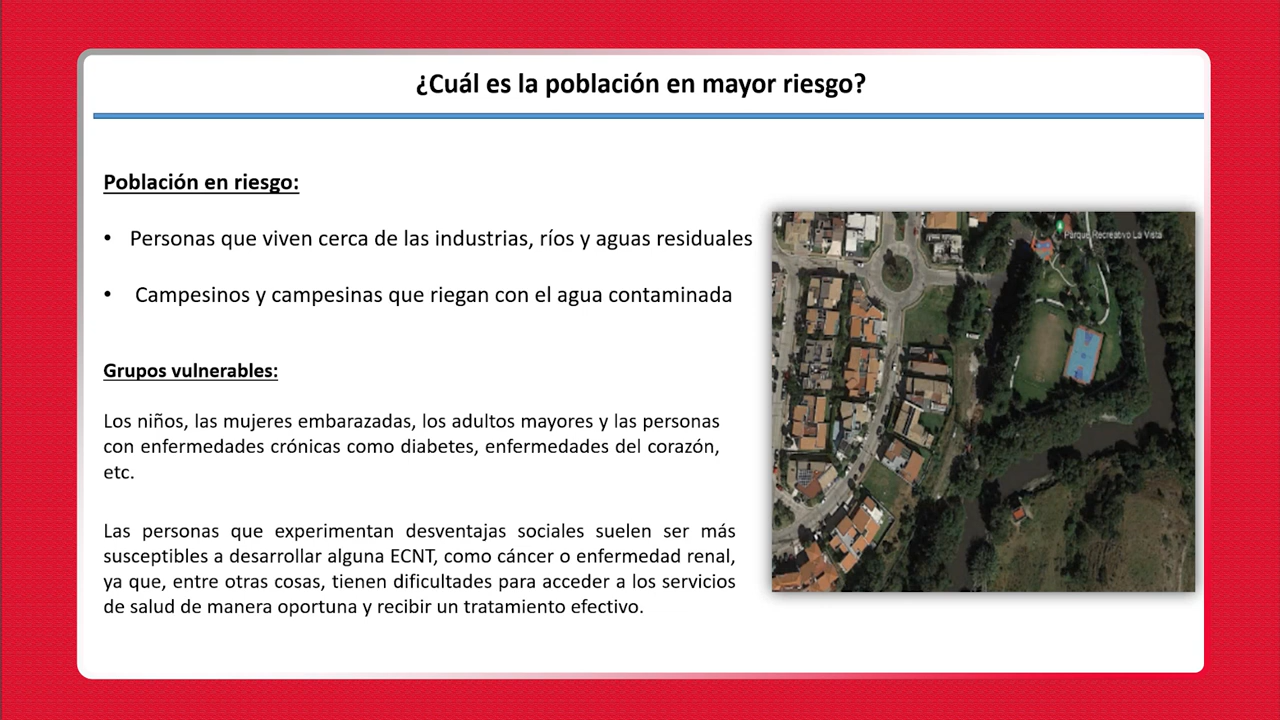 ¿Cuál es la población en mayor riesgo?
Población en riesgo:
• Personas que viven cerca de las industrias, ríos y aguas residuales
• Campesinos y campesinas que riegan con el agua contaminada
Grupos vulnerables:
Los niños, las mujeres embarazadas, los adultos mayores y las personas
con enfermedades crónicas como diabetes, enfermedades del corazón,
etc.
Las personas que experimentan desventajas sociales suelen ser más
susceptibles a desarrollar alguna ECNT, como cáncer o enfermedad renal,
ya que, entre otras cosas, tienen dificultades para acceder a los servicios
de salud de manera oportuna y recibir un tratamiento efectivo.
Parque Recreativo La Vista